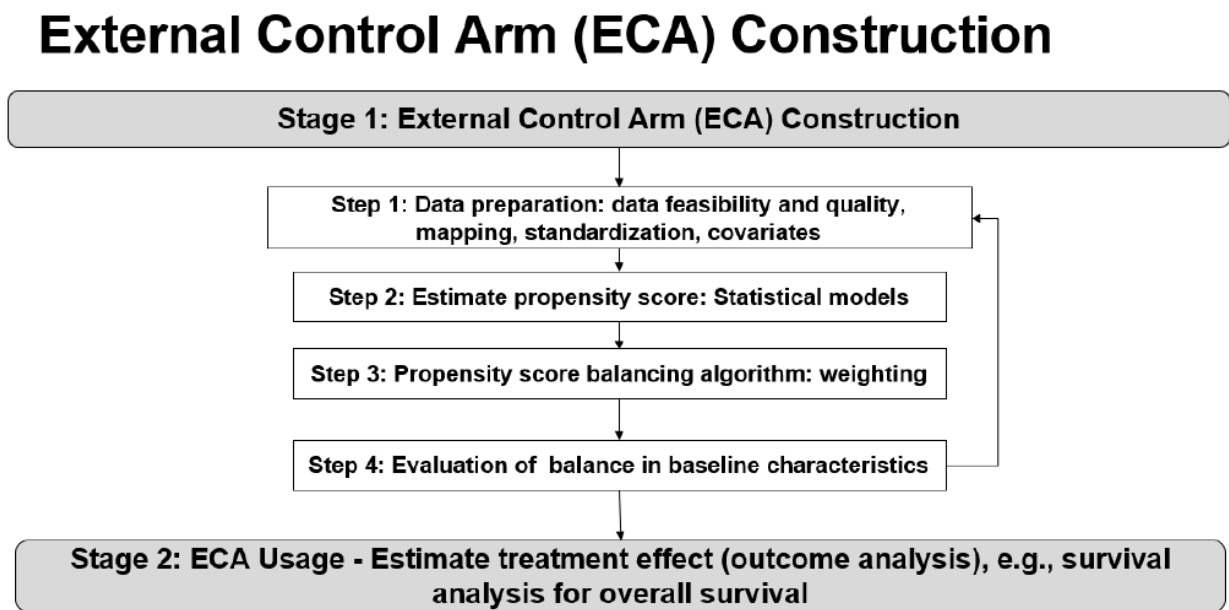 External Control Arm (ECA) Construction
Stage 1: External Control Arm (ECA) Construction
Step 1: Data preparation: data feasibility and quality,
mapping, standardization, covariates
Step 2: Estimate propensity score: Statistical models
Step 3: Propensity score balancing algorithm: weighting
Step 4: Evaluation of balance in baseline characteristics
Stage 2: ECA Usage - Estimate treatment effect (outcome analysis), e.g., survival
analysis for overall survival